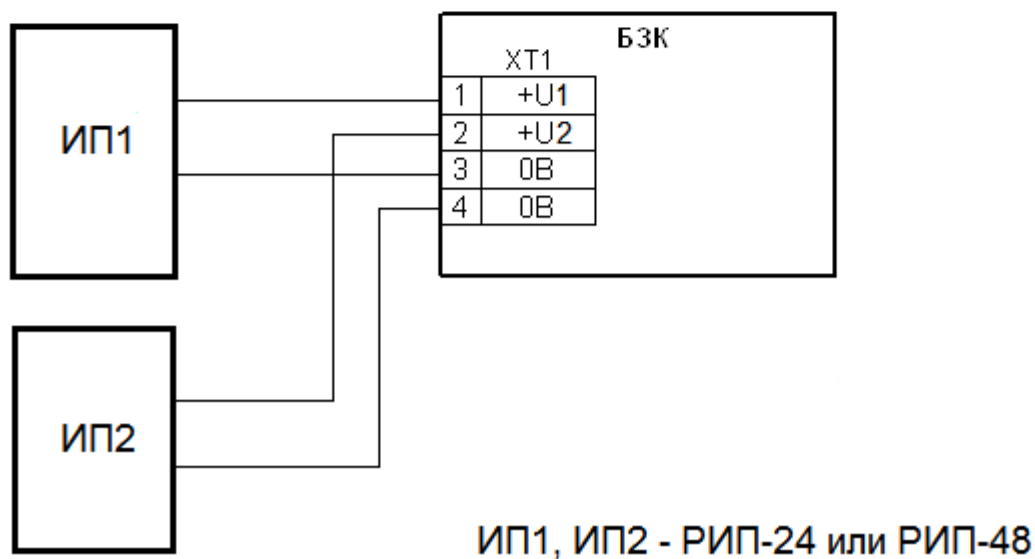 БЗК
XT1
ИП1
1 +U1
2 +U2
3 0В
4 0В
ИП2
ИП1, ИП2 - РИП-24 или РИП-48